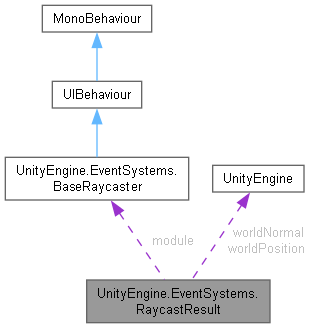 MonoBehaviour
UIBehaviour
UnityEngine.EventSystems.
BaseRaycaster
UnityEngine
module
worldNormal
worldPosition
UnityEngine.EventSystems.
RaycastResult